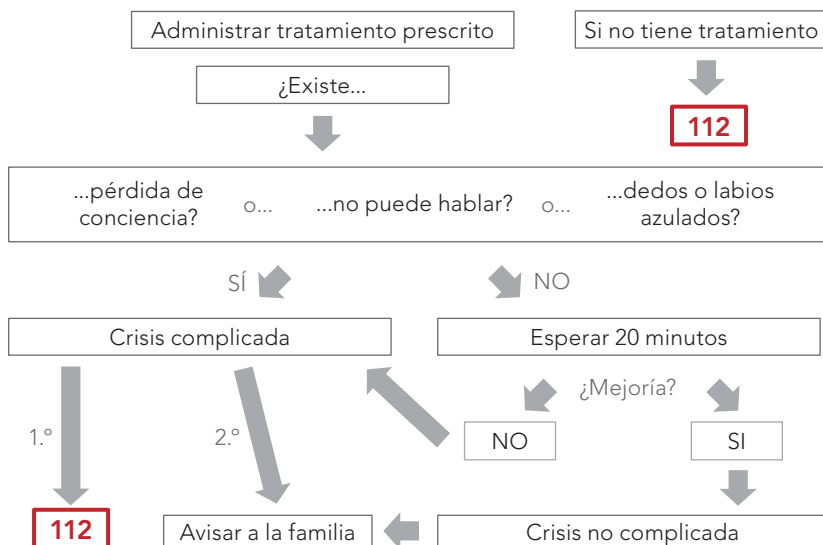 Administrar tratamiento prescrito
Si no tiene tratamiento
¿Existe...
112
...pérdida de
conciencia?
o...
...no puede hablar?
o...
...dedos o labios
azulados?
SÍ
NO
Crisis complicada
Esperar 20 minutos
¿Mejoría?
1.º
2.º
NO
SI
112
Avisar a la familia
Crisis no complicada